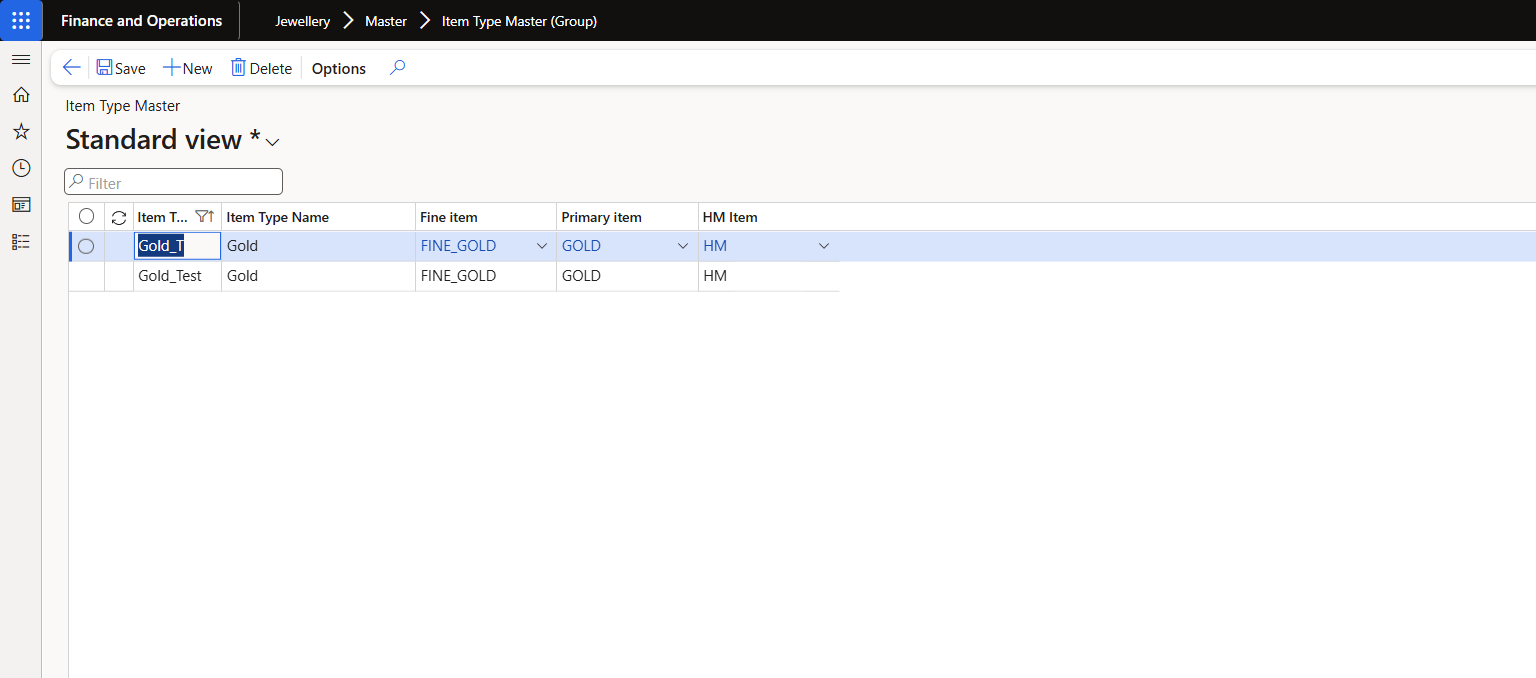 Finance and Operations Jewellery Master Item Type Master (Group)
Save New Delete Options
Item Type Master
Standard view *
Filter
Item T... Item Type Name Fine item Primary item HM Item
Gold_T Gold FINE_GOLD GOLD HM
Gold_Test Gold FINE_GOLD GOLD HM